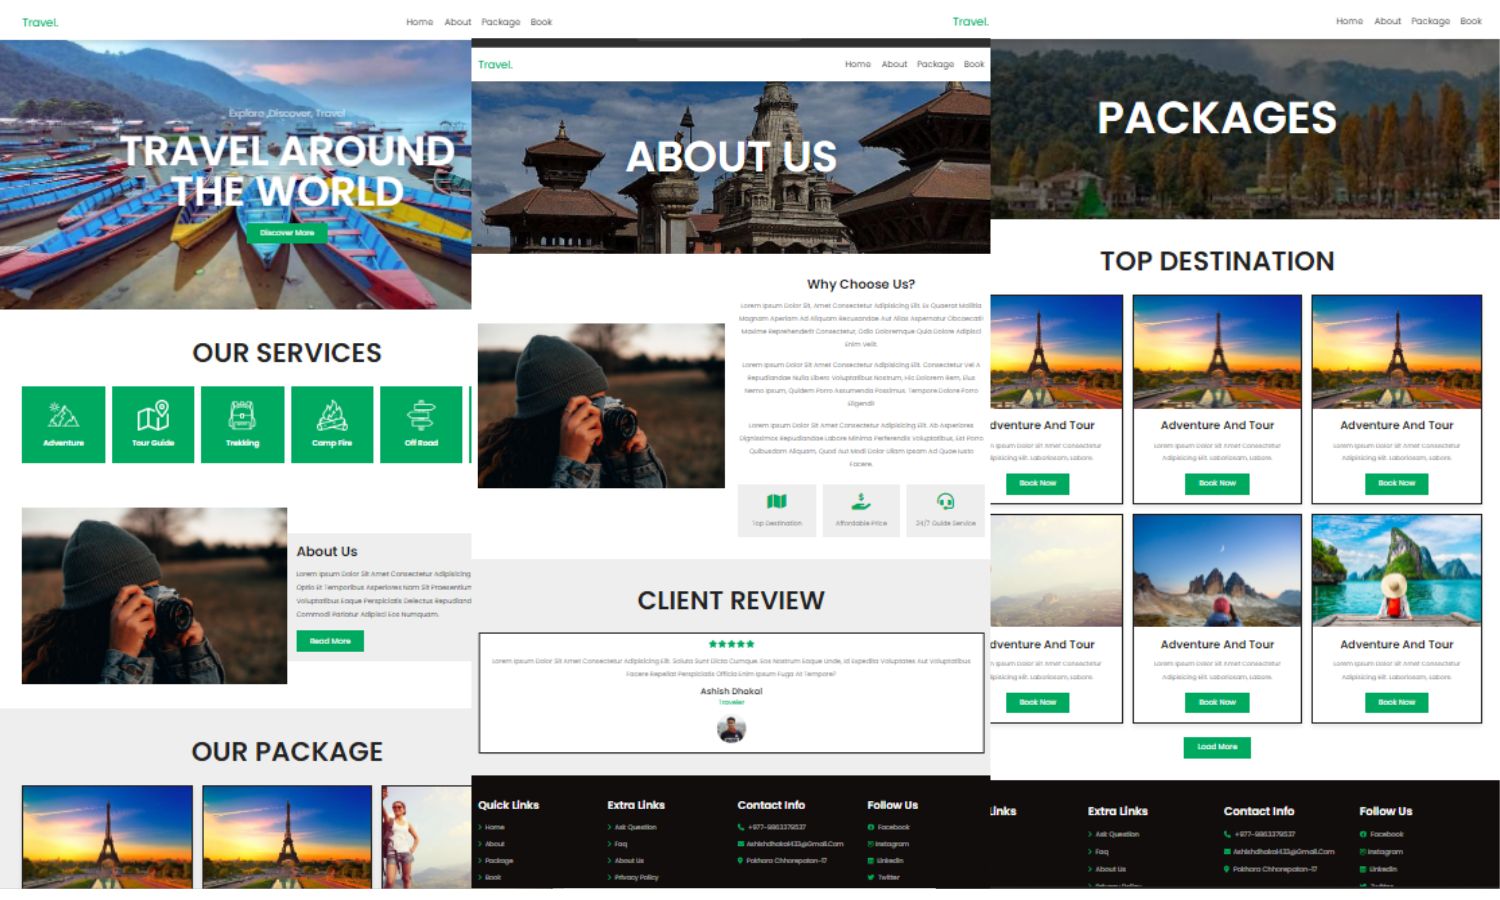 Travel.
Home About Package Book
Explore, Discover, Travel
TRAVEL AROUND
THE WORLD
Discover More
OUR SERVICES
Adventure
Tour Guide
Trekking
Camp Fire
Off Road
About Us
Lorem Ipsum Dolor Sit Amet Consectetur Adipisicing
Optio Et Temporibus Asperiores Nam Sit Praesentium
Voluptatibus Eaque Perspiciatis Delectus Repudiand
Commodi Pariatur Adipisci Eos Numquam.
Read More
OUR PACKAGE
Travel.
Home About Package Book
ABOUT US
Why Choose Us?
Lorem Ipsum Dolor Sit, Amet Consectetur Adipisicing Elit. Ex Quaerat Mollitia
Magnam Aperiam Ad Aliquam Recusandae Aut Alias Aspernatur Obcaecati
Maxime Reprehenderit Consectetur, Odio Doloremque Quia Dolore Adipisci
Enim Velit.
Lorem Ipsum Dolor Sit Amet Consectetur Adipisicing Elit. Consectetur Vel A
Repudiandae Nulla Libero Voluptatibus Nostrum, Hic Dolorem Rem, Eius
Nemo Ipsum, Quidem Porro Assumenda Possimus. Tempore Dolore Porro
Eligendi!
Lorem Ipsum Dolor Sit Amet Consectetur Adipisicing Elit. Ab Asperiores
Dignissimos Repudiandae Labore Minima Perferendis Voluptatibus, Est Porro
Quibusdam Aliquam, Quod Aut Modi Dolor Ullam Ipsam Ad Quae Iusto
Facere.
Top Destination
Affordable Price
24/7 Guide Service
CLIENT REVIEW
Lorem Ipsum Dolor Sit Amet Consectetur Adipisicing Elit. Soluta Sunt Dicta Cumque. Eos Nostrum Eaque Unde, Id Expedita Voluptates Aut Voluptatibus
Facere Repellat Perspiciatis Officia Enim Ipsum Fuga At Tempore?
Ashish Dhakal
Traveler
Quick Links
Home
About
Package
Book
Extra Links
Ask Question
Faq
About Us
Privacy Policy
Contact Info
+977-9863379537
Ashishdhakal433@Gmail.Com
Pokhara Chhorepatan-17
Follow Us
Facebook
Instagram
Linkedin
Twitter
Travel.
Home About Package Book
PACKAGES
TOP DESTINATION
dventure And Tour
psum Dolor Sit Amet Consectetur
dipisicing Elit. Laboriosam, Labore.
Book Now
Adventure And Tour
Lorem Ipsum Dolor Sit Amet Consectetur
Adipisicing Elit. Laboriosam, Labore.
Book Now
Adventure And Tour
Lorem Ipsum Dolor Sit Amet Consectetur
Adipisicing Elit. Laboriosam, Labore.
Book Now
dventure And Tour
psum Dolor Sit Amet Consectetur
dipisicing Elit. Laboriosam, Labore.
Book Now
Adventure And Tour
Lorem Ipsum Dolor Sit Amet Consectetur
Adipisicing Elit. Laboriosam, Labore.
Book Now
Adventure And Tour
Lorem Ipsum Dolor Sit Amet Consectetur
Adipisicing Elit. Laboriosam, Labore.
Book Now
Load More
Links
Extra Links
Ask Question
Faq
About Us
Privacy Policy
Contact Info
+977-9863379537
Ashishdhakal433@Gmail.Com
Pokhara Chhorepatan-17
Follow Us
Facebook
Instagram
Linkedin
Twitter